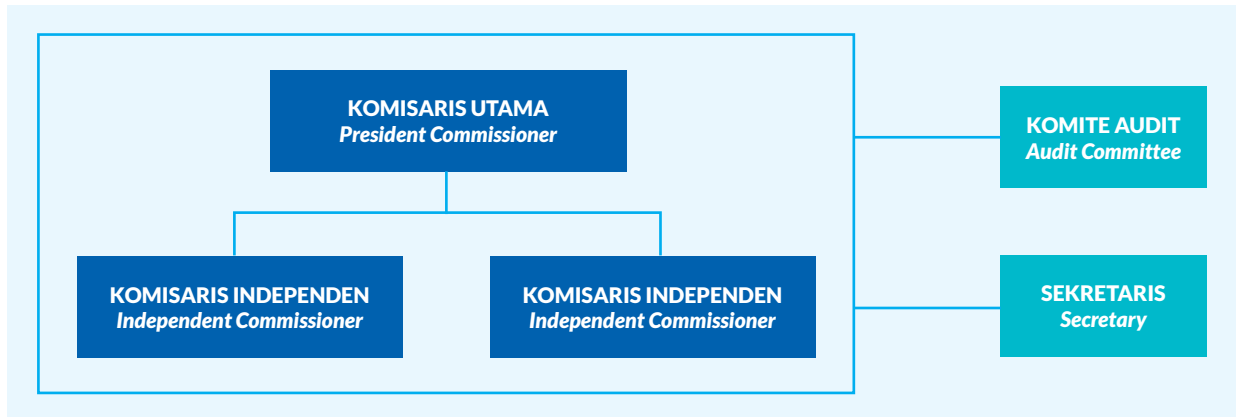 KOMISARIS UTAMA
President Commissioner
KOMITE AUDIT
Audit Committee
KOMISARIS INDEPENDEN
Independent Commissioner
KOMISARIS INDEPENDEN
Independent Commissioner
SEKRETARIS
Secretary